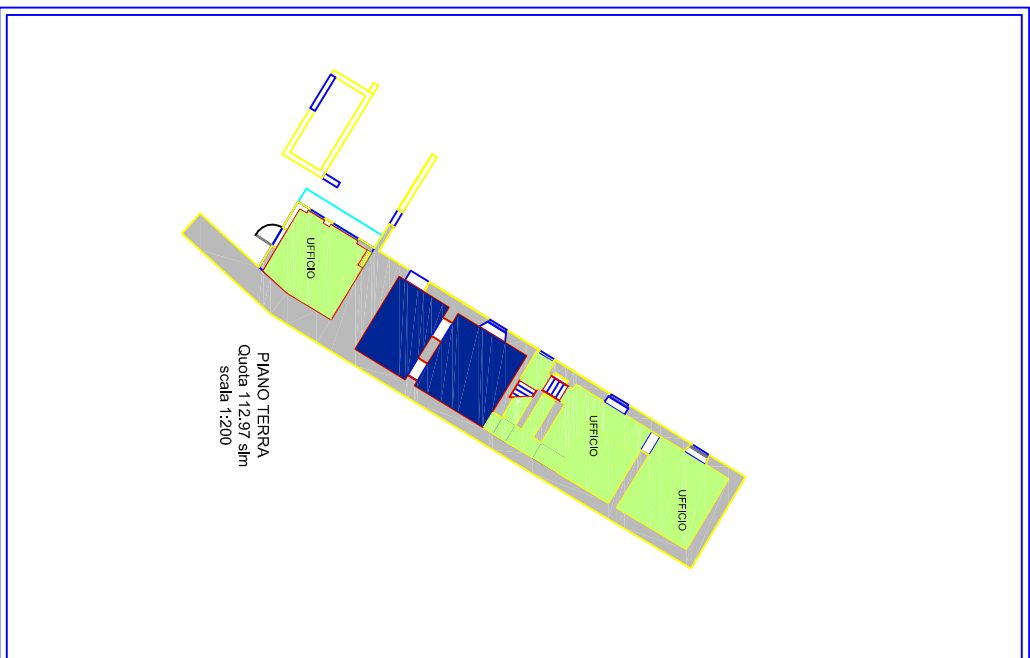 UFFICIO
UFFICIO
UFFICIO
PIANO TERRA
Quota 112.97 slm
scala 1:200